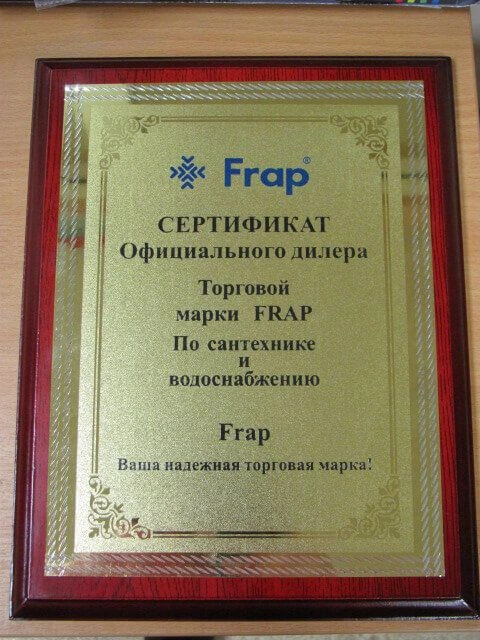 Frap®
СЕРТИФИКАТ
Официального дилера
Торговой
марки FRAP
По сантехнике
и
водоснабжению
Frap
Ваша надежная торговая марка!